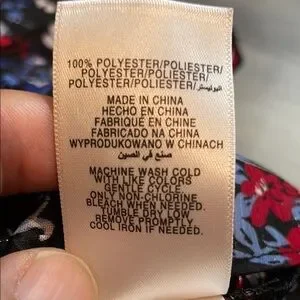 100% POLYESTER/POLIESTER/
POLYESTER/POLIÉSTER/
POLYESTER/POLIESTER/البوليستر
MADE IN CHINA
HECHO EN CHINA
FABRIQUÉ EN CHINE
FABRICADO NA CHINA
WYPRODUKOWANO W CHINACH
صنع في الصين
MACHINE WASH COLD
WITH LIKE COLORS
GENTLE CYCLE.
ONLY NON-CHLORINE
BLEACH WHEN NEEDED.
TUMBLE DRY LOW.
REMOVE PROMPTLY.
COOL IRON IF NEEDED.